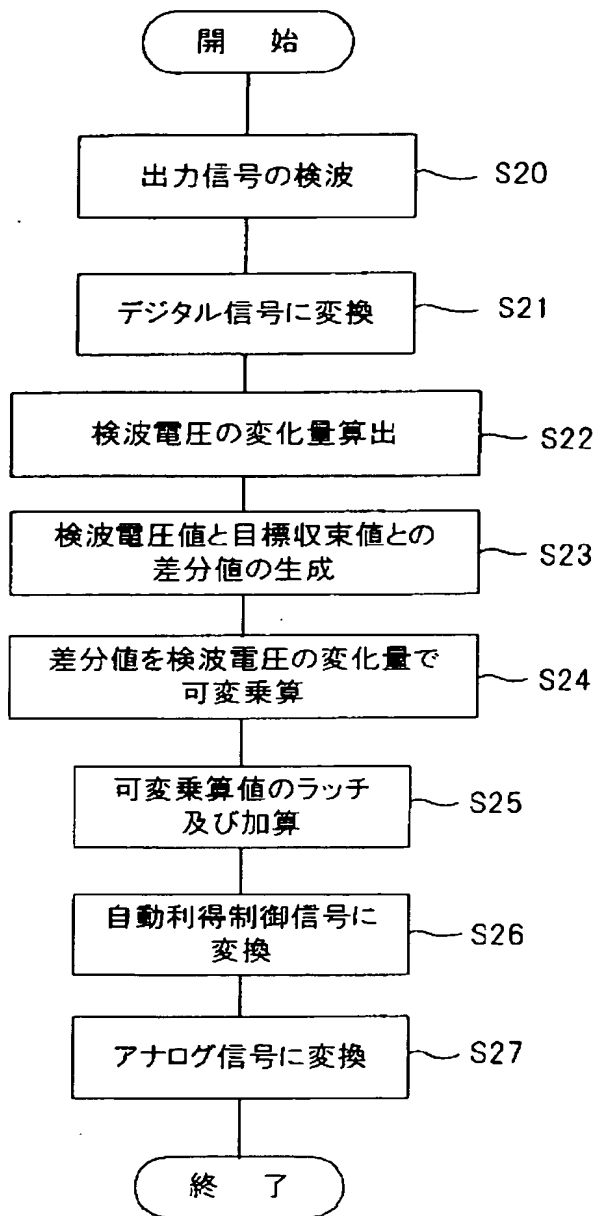 開 始
出力信号の検波
S20
デジタル信号に変換
S21
検波電圧の変化量算出
S22
検波電圧値と目標収束値との
差分値の生成
S23
差分値を検波電圧の変化量で
可変乗算
S24
可変乗算値のラッチ
及び加算
S25
自動利得制御信号に
変換
S26
アナログ信号に変換
S27
終 了